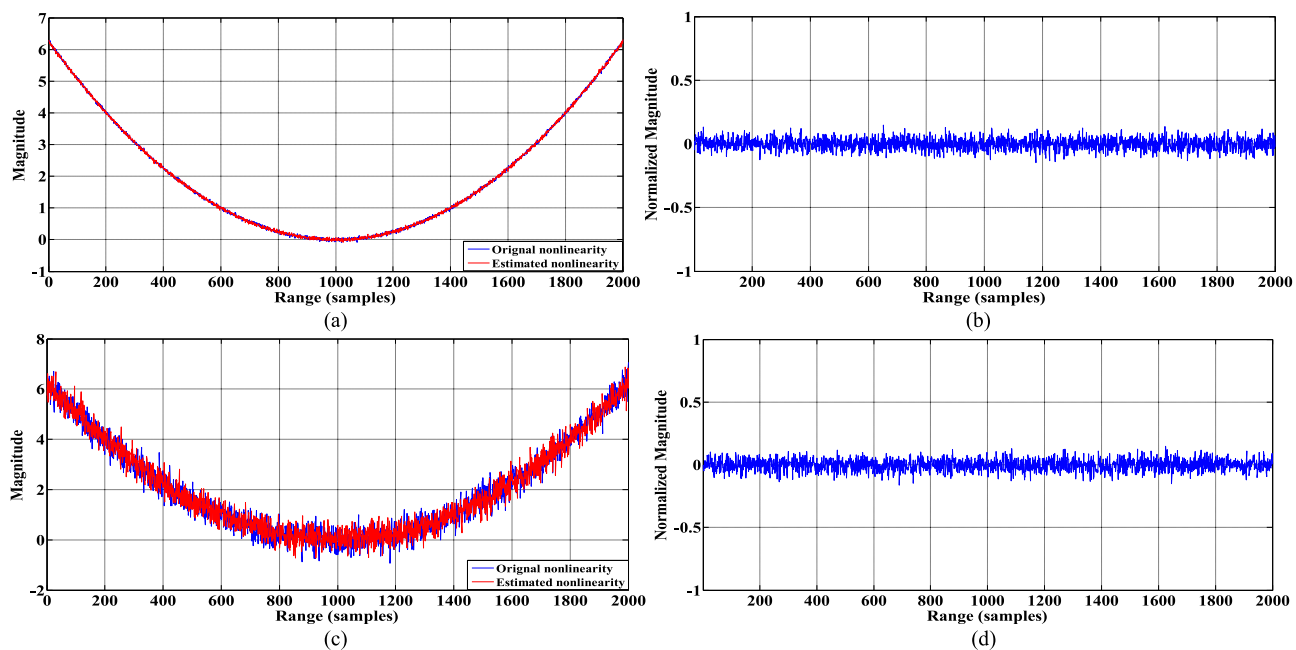 7
6
5
4
3
2
1
0
-1
Magnitude
0 200 400 600 800 1000 1200 1400 1600 1800 2000
Range (samples)
Orignal nonlinearity
Estimated nonlinearity
(a)
1
0.5
0
-0.5
-1
Normalized Magnitude
200 400 600 800 1000 1200 1400 1600 1800 2000
Range (samples)
(b)
8
6
4
2
0
-2
Magnitude
0 200 400 600 800 1000 1200 1400 1600 1800 2000
Range (samples)
Orignal nonlinearity
Estimated nonlinearity
(c)
1
0.5
0
-0.5
-1
Normalized Magnitude
200 400 600 800 1000 1200 1400 1600 1800 2000
Range (samples)
(d)